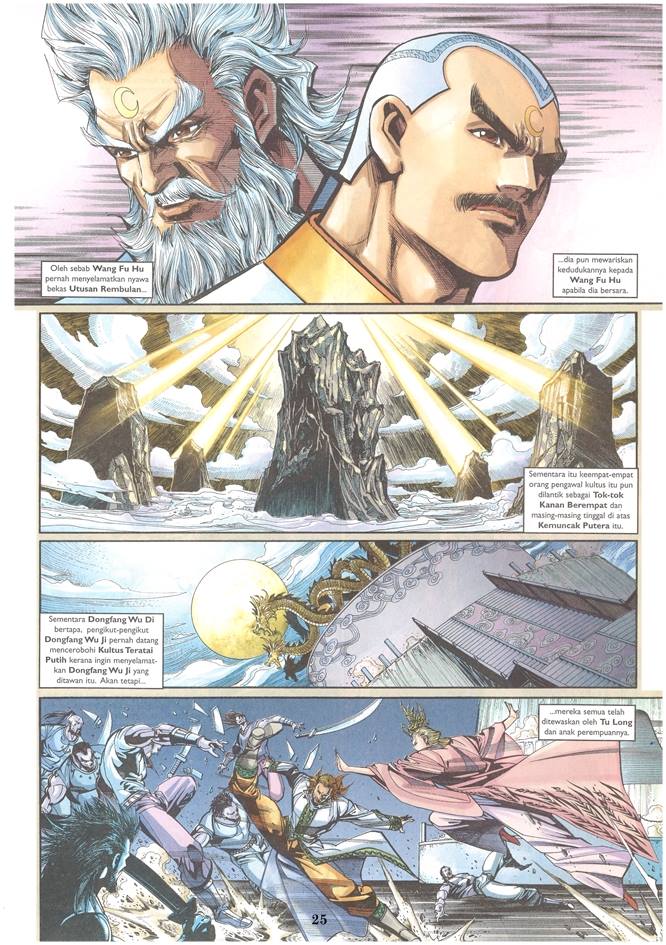 Oleh sebab Wang Fu Hu
pernah menyelamatkan nyawa
bekas Utusan Rembulan...
...dia pun mewariskan
kedudukannya kepada
Wang Fu Hu
apabila dia bersara.
Sementara itu keempat-empat
orang pengawal kultus itu pun
dilantik sebagai Tok-tok
Kanan Berempat dan
masing-masing tinggal di atas
Kemuncak Putera itu.
Sementara Dongfang Wu Di
bertapa, pengikut-pengikut
Dongfang Wu Ji pernah datang
mencerobohi Kultus Teratai
Putih kerana ingin menyelamat-
kan Dongfang Wu Ji yang
ditawan itu. Akan tetapi...
...mereka semua telah
ditewaskan oleh Tu Long
dan anak perempuannya.
25